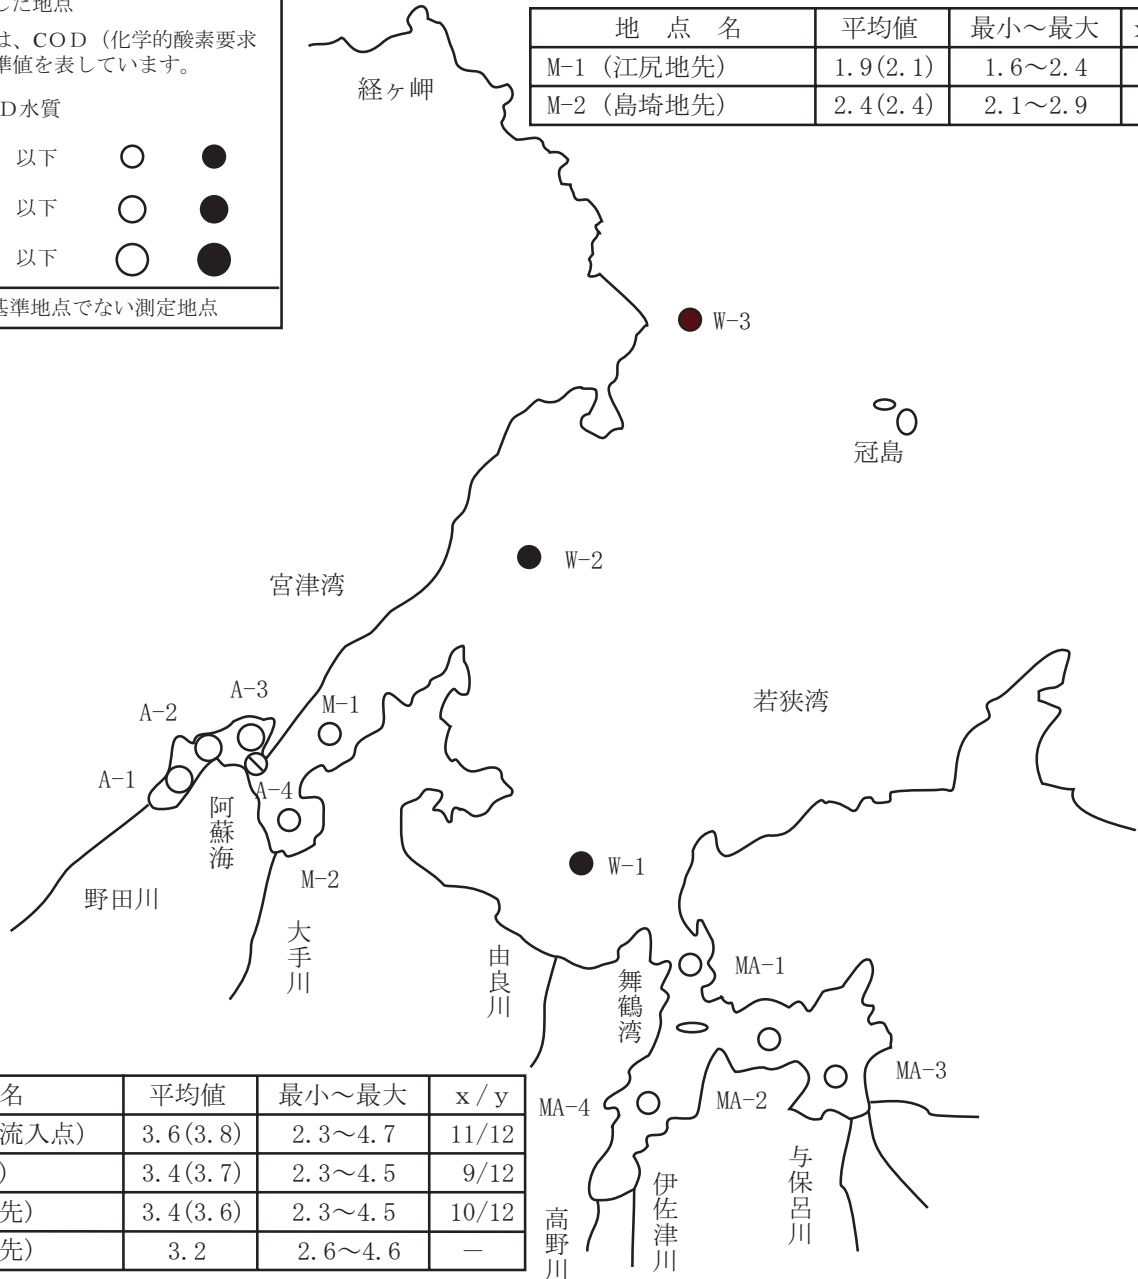 した地点
は、COD（化学的酸素要求
準値を表しています。
D水質
以下
以下
以下
基準地点でない測定地点
地 点 名 平均値 最小～最大
M-1（江尻地先） 1.9(2.1) 1.6～2.4
M-2（島埼地先） 2.4(2.4) 2.1～2.9
経ヶ岬
W-3
冠島
W-2
宮津湾
若狭湾
A-3
A-2
M-1
A-1
A-4
阿蘇海
野田川
M-2
大手川
W-1
由良川
舞鶴湾
MA-1
MA-3
MA-2
MA-4
与保呂川
伊佐津川
高野川
名 平均値 最小～最大 x/y
流入点） 3.6(3.8) 2.3～4.7 11/12
） 3.4(3.7) 2.3～4.5 9/12
先） 3.4(3.6) 2.3～4.5 10/12
先） 3.2 2.6～4.6 －